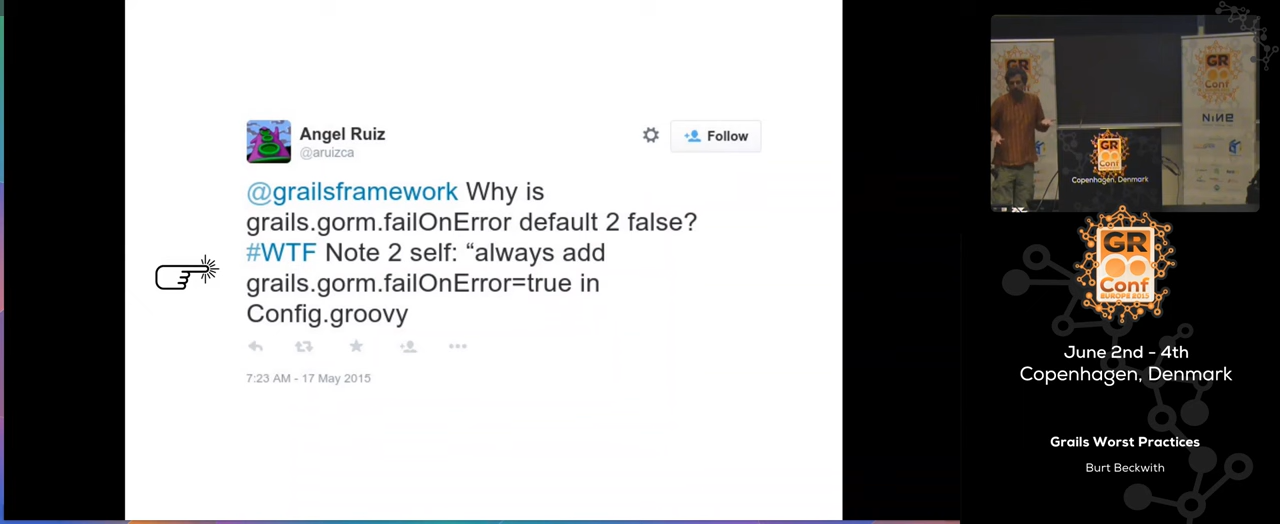 Angel Ruiz
@aruizca
Follow
@grailsframework Why is
grails.gorm.failOnError default 2 false?
#WTF Note 2 self: “always add
grails.gorm.failOnError=true in
Config.groovy
7:23 AM - 17 May 2015
GR
Conf
NINE
GR
Conf
Copenhagen, Denmark
GR
Conf
EUROPE 2015
June 2nd - 4th
Copenhagen, Denmark
Grails Worst Practices
Burt Beckwith